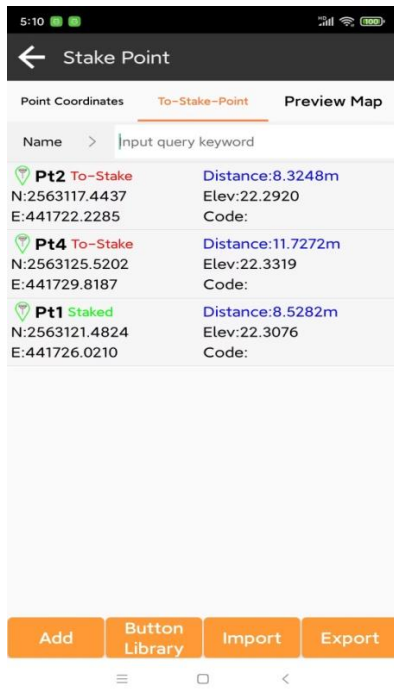 5:10 100
Stake Point
Point Coordinates To-Stake-Point Preview Map
Name > Input query keyword
Pt2 To-Stake Distance:8.3248m
N:2563117.4437 Elev:22.2920
E:441722.2285 Code:
Pt4 To-Stake Distance:11.7272m
N:2563125.5202 Elev:22.3319
E:441729.8187 Code:
Pt1 Staked Distance:8.5282m
N:2563121.4824 Elev:22.3076
E:441726.0210 Code:
Add Button Library Import Export